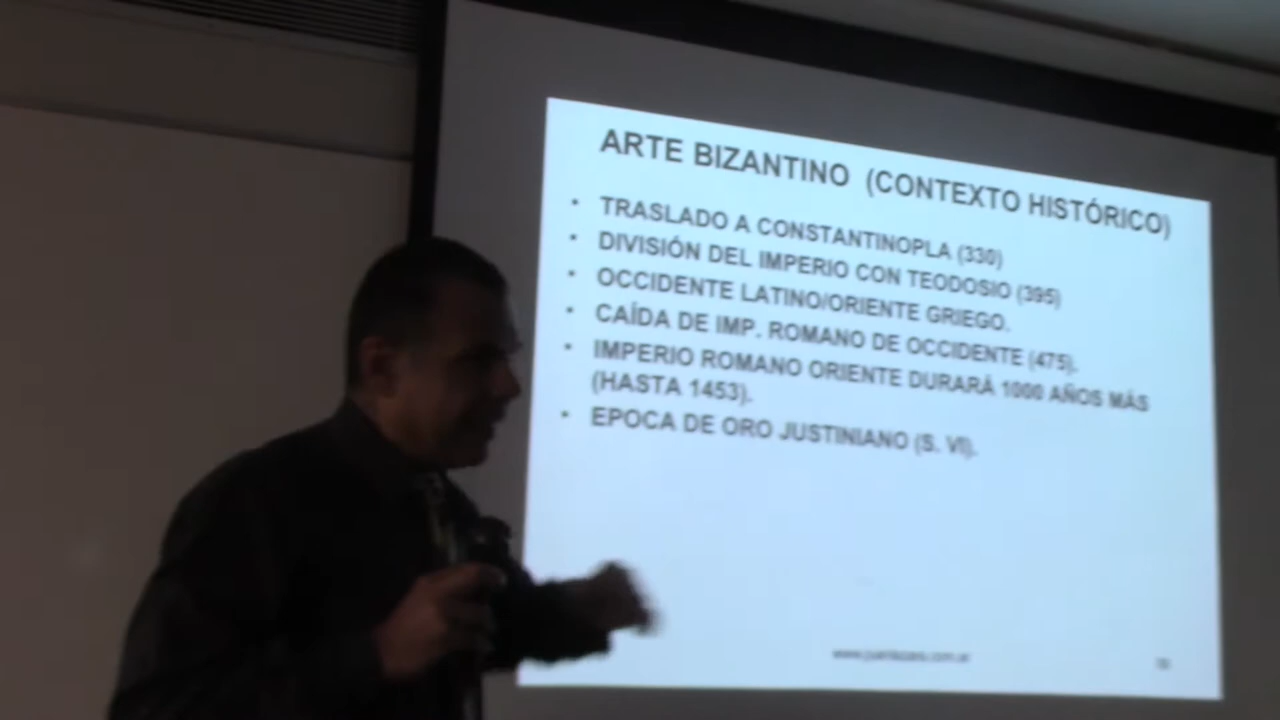 ARTE BIZANTINO (CONTEXTO HISTÓRICO)
• TRASLADO A CONSTANTINOPLA (330)
• DIVISIÓN DEL IMPERIO CON TEODOSIO (395)
• OCCIDENTE LATINO/ORIENTE GRIEGO.
• CAÍDA DE IMP. ROMANO DE OCCIDENTE (475).
• IMPERIO ROMANO ORIENTE DURARÁ 1000 AÑOS MÁS
(HASTA 1453).
• EPOCA DE ORO JUSTINIANO (S. VI).